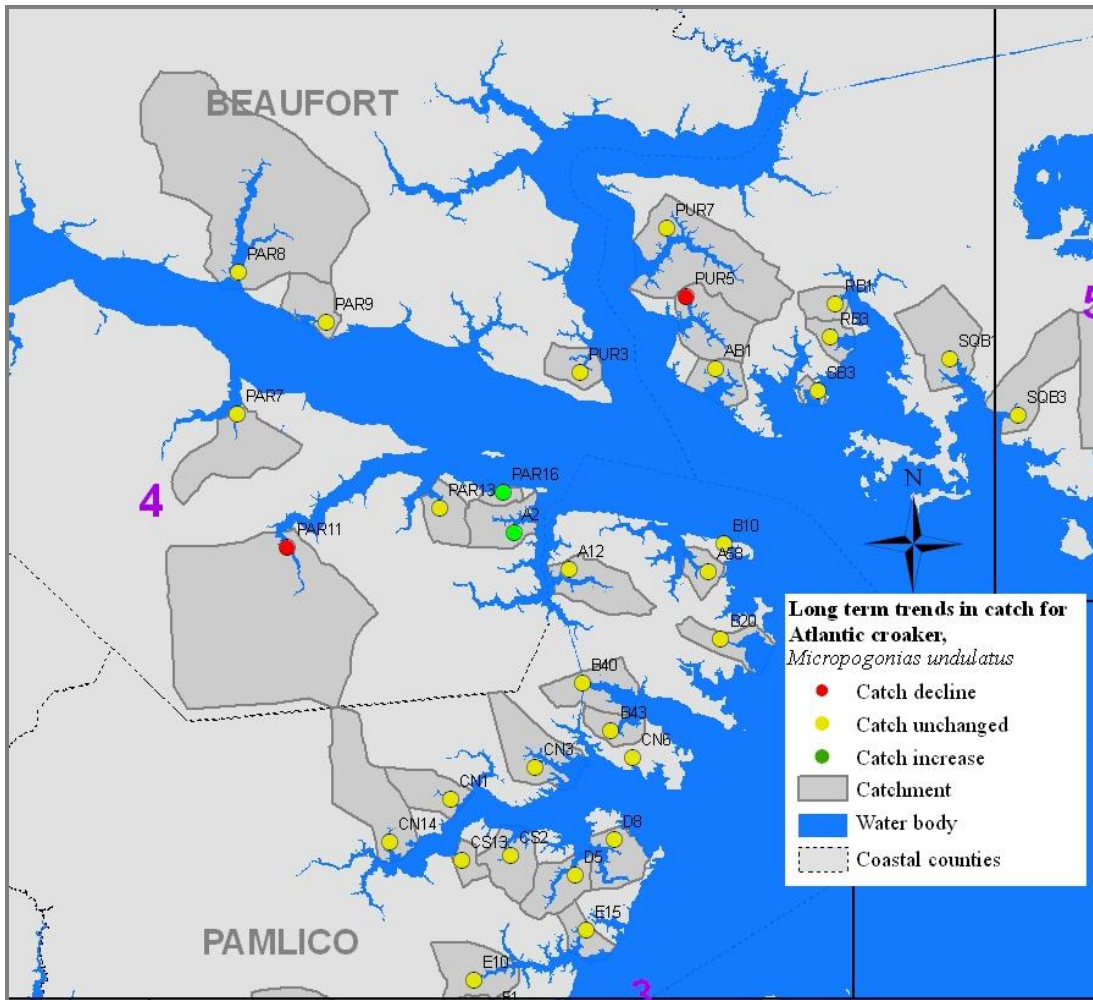 BEAUFORT
PUR7
PAR8
PUR5
RB1
PAR9
RB3
SQB1
5
PUR3
AB1
SB3
PAR7
SQB3
PAR16
PAR13
N
4
A2
PAR11
B10
A12
A58
Long term trends in catch for
Atlantic croaker,
Micropogonias undulatus
Catch decline
Catch unchanged
Catch increase
Catchment
Water body
Coastal counties
B20
B40
B43
CN6
CN3
CN1
CN14
CS2
D8
CS13
D5
E15
PAMLICO
E10
E1
3